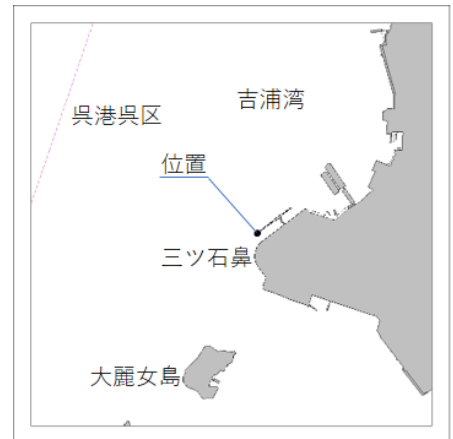 吉浦湾
呉港呉区
位置
三ツ石鼻
大麗女島